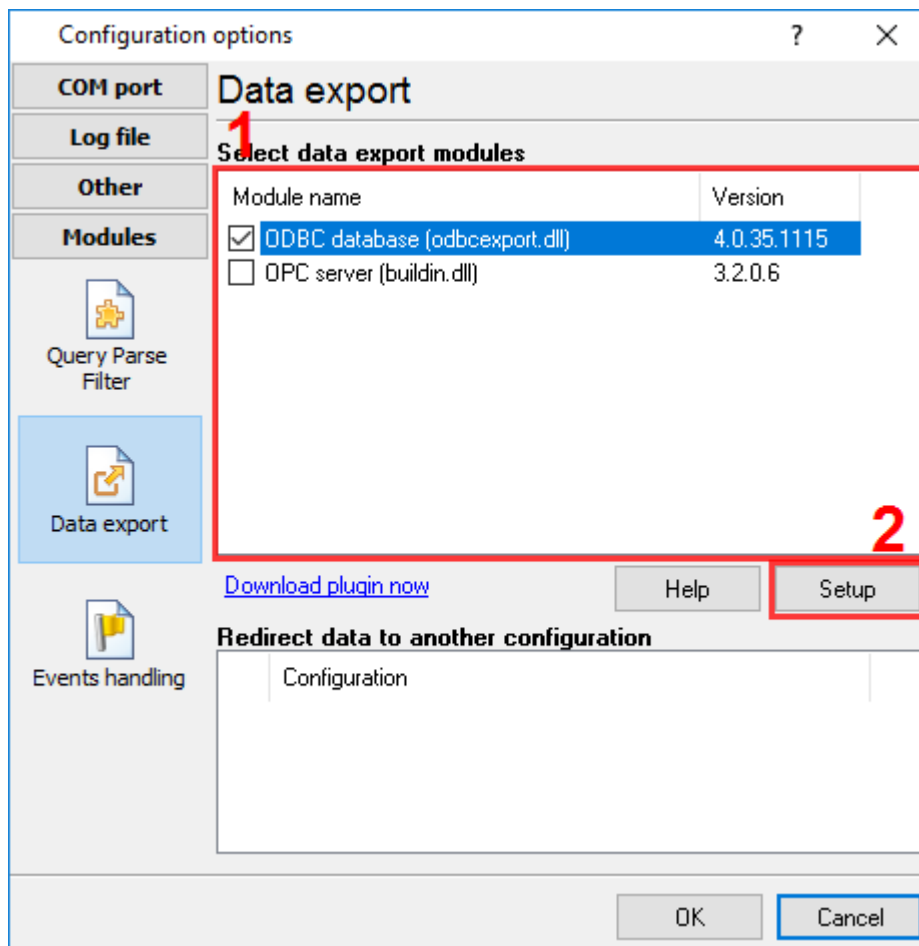 Configuration options
?
COM port
Log file
Other
Modules
Query Parse
Filter
Data export
Events handling
Data export
1
Select data export modules
Module name Version
ODBC database (odbcexport.dll) 4.0.35.1115
OPC server (buildin.dll) 3.2.0.6
2
Download plugin now
Help
Setup
Redirect data to another configuration
Configuration
OK
Cancel